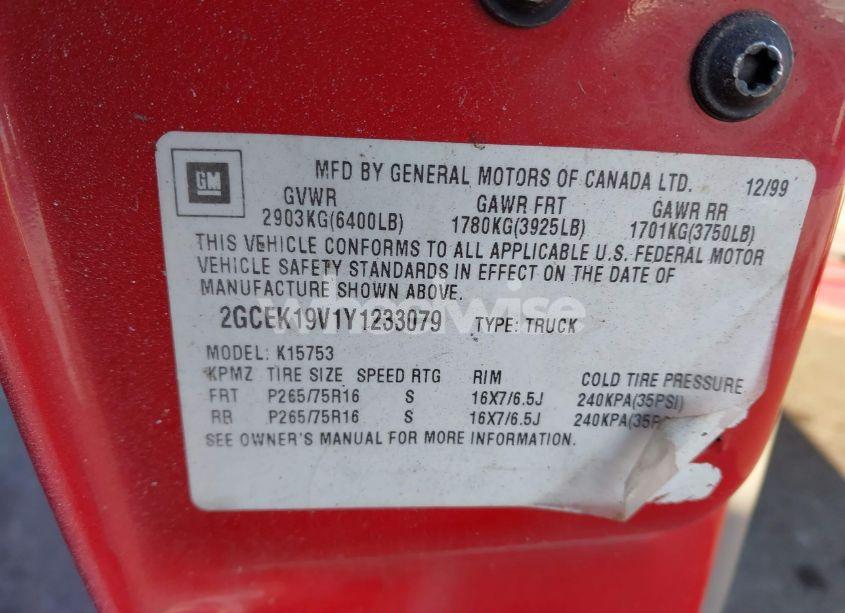 GM
MFD BY GENERAL MOTORS OF CANADA LTD. 12/99
GVWR GAWR FRT GAWR RR
2903KG(6400LB) 1780KG(3925LB) 1701KG(3750LB)
THIS VEHICLE CONFORMS TO ALL APPLICABLE U.S. FEDERAL MOTOR
VEHICLE SAFETY STANDARDS IN EFFECT ON THE DATE OF
MANUFACTURE SHOWN ABOVE.
2GCEK19V1Y1233079 TYPE: TRUCK
MODEL: K15753
KPMZ TIRE SIZE SPEED RTG RIM COLD TIRE PRESSURE
FRT P265/75R16 S 16X7/6.5J 240KPA(35PSI)
RR P265/75R16 S 16X7/6.5J 240KPA(35P
SEE OWNER'S MANUAL FOR MORE INFORMATION.